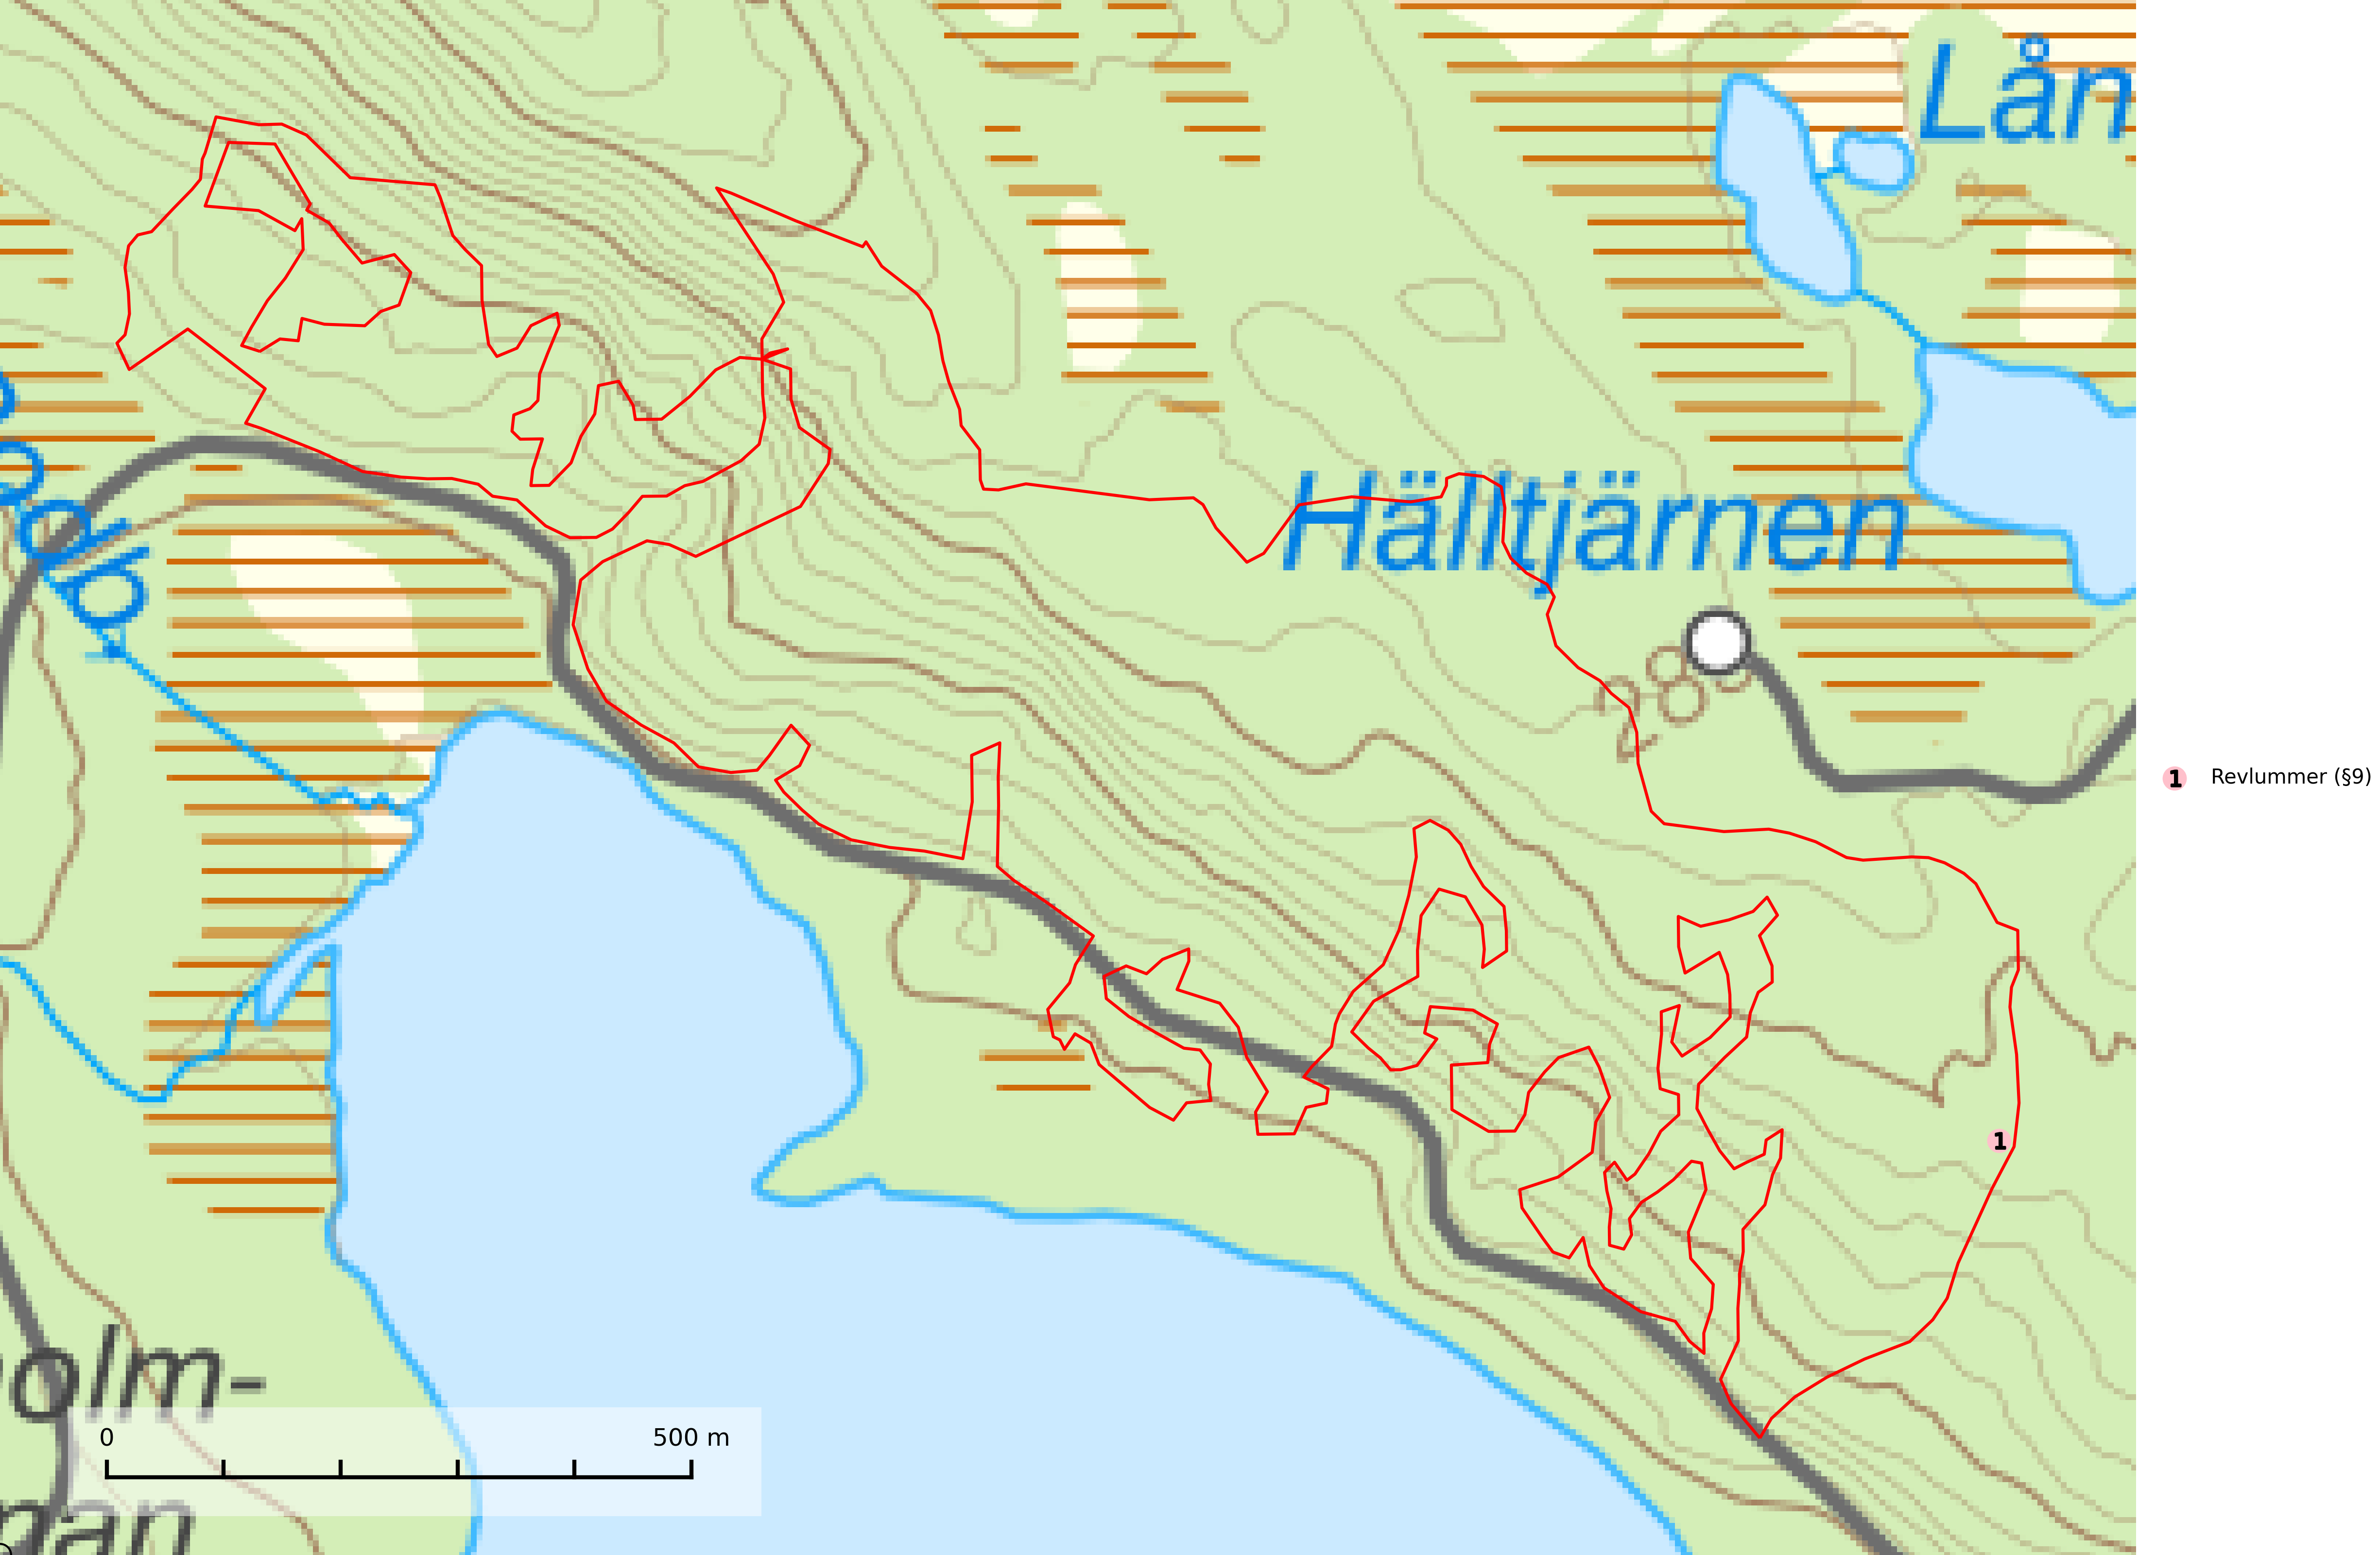 Lån
Hälltjärnen
1 Revlummer (§9)
1
olm-
0 500 m